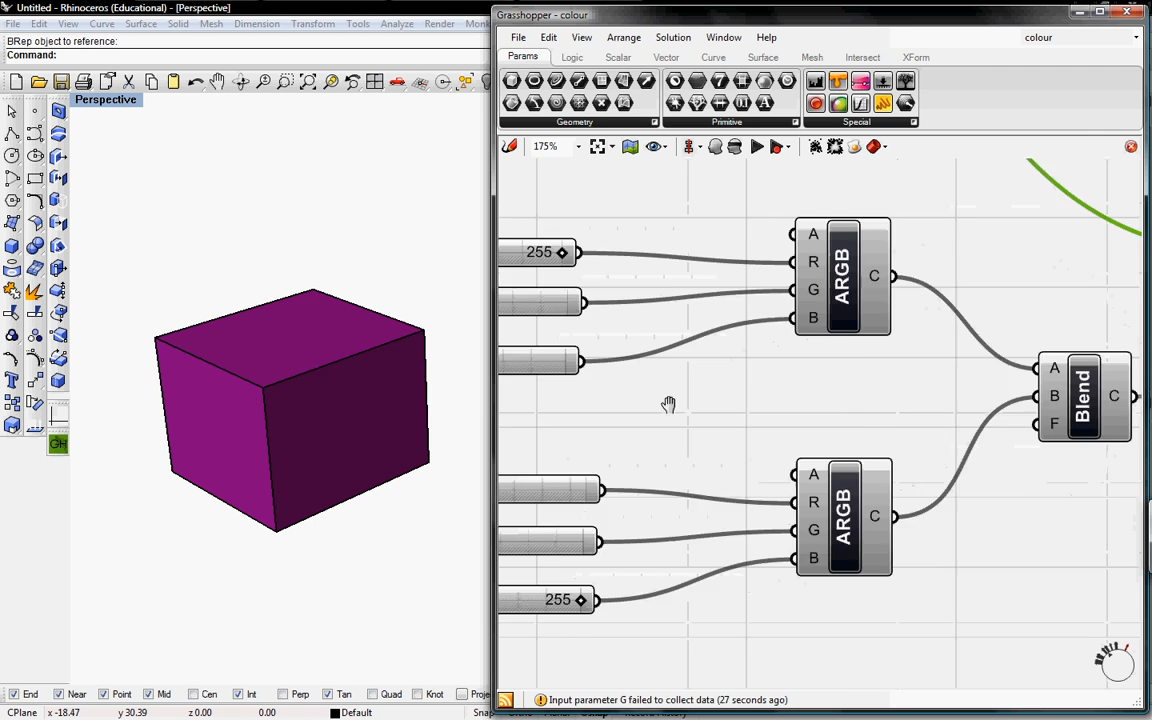 Untitled - Rhinoceros (Educational) - [Perspective]
File Edit View Curve Surface Solid Mesh Dimension Transform Tools Analyze Render
BRep object to reference:
Command:
Perspective
Grasshopper - colour
File Edit View Arrange Solution Window Help colour
Params Logic Scalar Vector Curve Surface Mesh Intersect XForm
Geometry Primitive Special
175%
255
A
R
G
B
ARGB
C
A
B
F
Blend
C
A
R
G
B
ARGB
C
255
GH
Input parameter G failed to collect data (27 seconds ago)
End Near Point Mid Cen Int Perp Tan Quad Knot
CPlane x -18.47 y 30.39 z 0.00 0.00 Default Snap